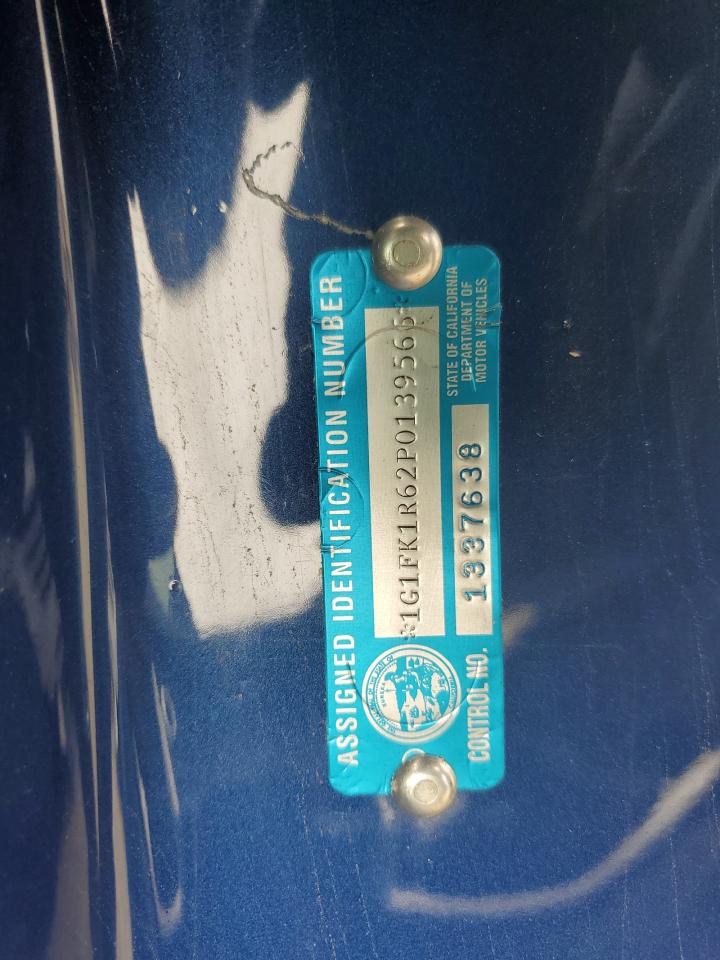 ASSIGNED IDENTIFICATION NUMBER
*1G1FK1R62P0139565*
CONTROL NO.
1337638
STATE OF CALIFORNIA
DEPARTMENT OF
MOTOR VEHICLES